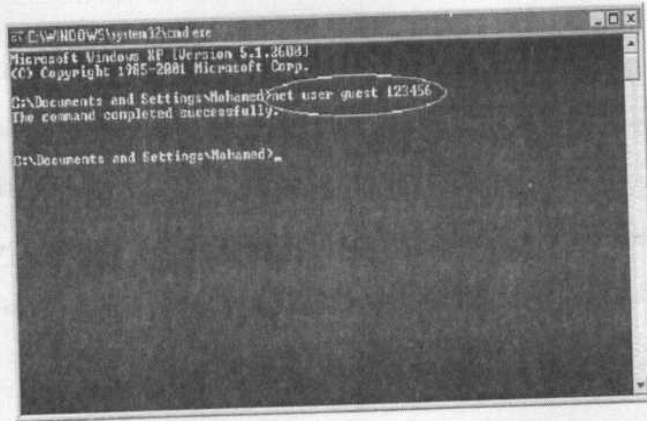 C:\WINDOWS\system32\cmd.exe
Microsoft Windows XP [Version 5.1.2600]
(C) Copyright 1985-2001 Microsoft Corp.
C:\Documents and Settings\Mohamed>net user guest 123456
The command completed successfully.
C:\Documents and Settings\Mohamed>_